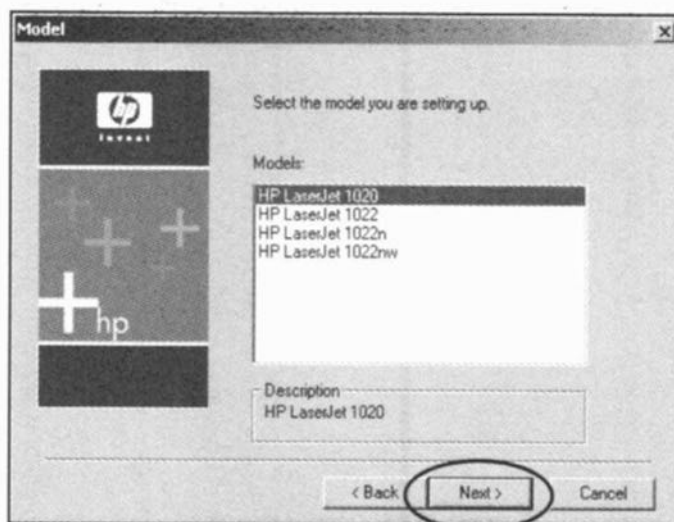 Model
hp
invent
Select the model you are setting up.
Models:
HP LaserJet 1020
HP LaserJet 1022
HP LaserJet 1022n
HP LaserJet 1022nw
hp
Description
HP LaserJet 1020
< Back
Next >
Cancel